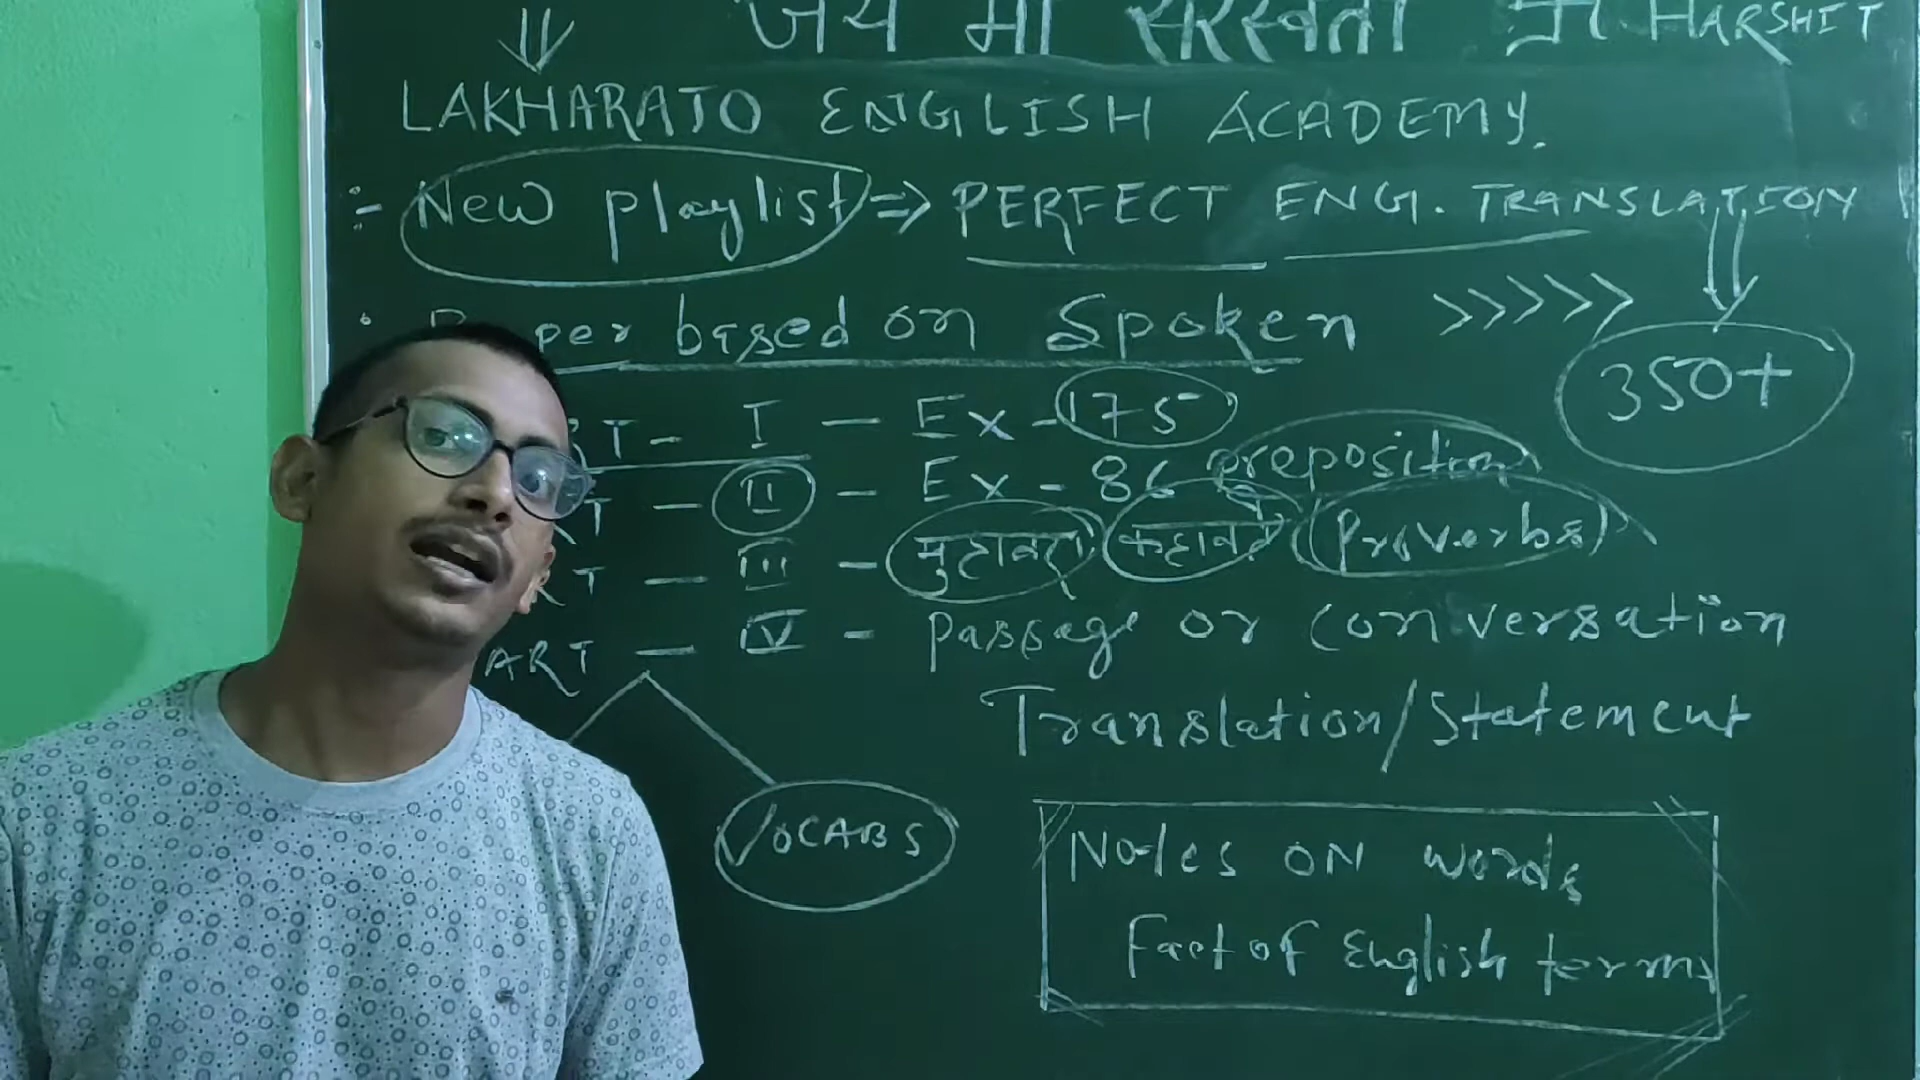 जय माँ सरस्वती HARSHIT
LAKHARATO ENGLISH ACADEMY.
:- New playlist => PERFECT ENG. TRANSLATION
per based on Spoken >>>>> 350+
T - I - Ex - 175
T - II - Ex - 86 preposition
RT - III - मुहावरा कहावत (Proverbs)
ART - IV - Passage or Conversation
Translation/Statement
VOCABS
Notes ON words
Fact of English terms